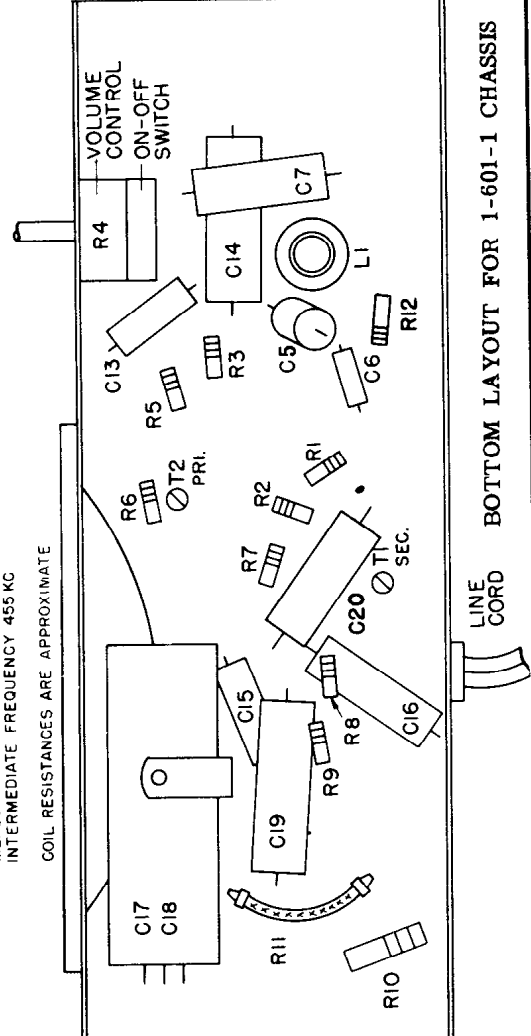 INTERMEDIATE FREQUENCY 455 KC
COIL RESISTANCES ARE APPROXIMATE
VOLUME
CONTROL
ON-OFF
SWITCH
R4
C7
C14
L1
C13
R3
C5
R12
R5
C6
T2
PRI.
R6
R1
R2
R7
T1
SEC.
C20
C15
R8
C16
R9
C19
C17
C18
R11
R10
LINE
CORD
BOTTOM LAYOUT FOR 1-601-1 CHASSIS